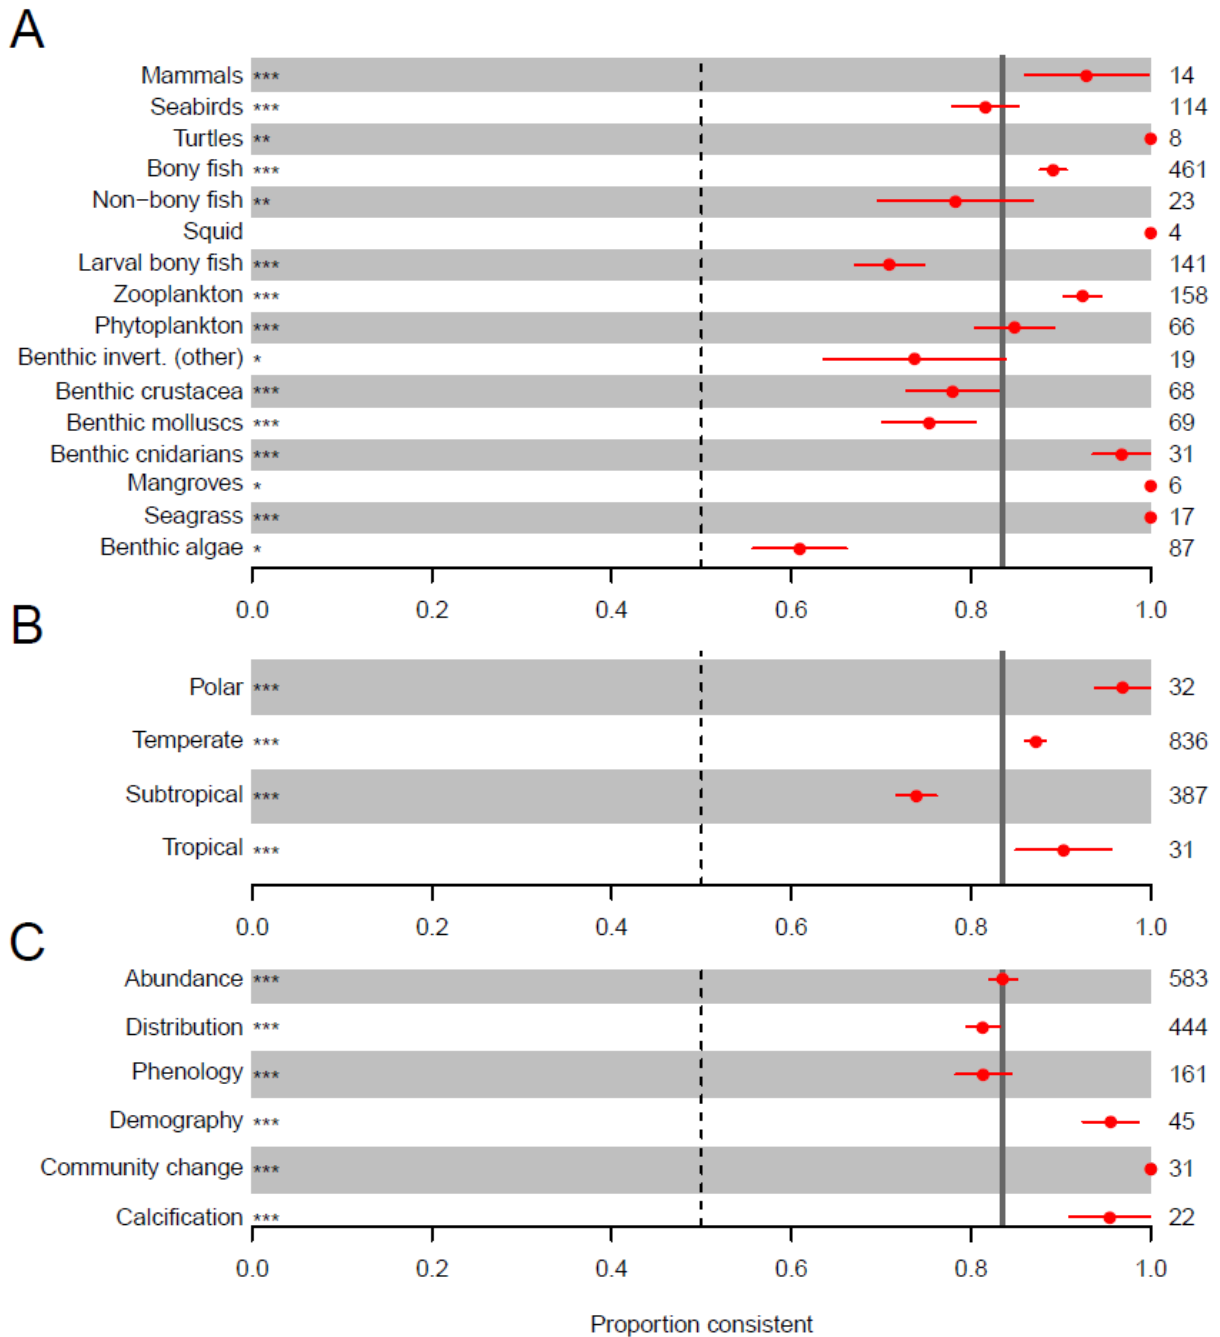 A
Mammals *** 14
Seabirds *** 114
Turtles ** 8
Bony fish *** 461
Non−bony fish ** 23
Squid 4
Larval bony fish *** 141
Zooplankton *** 158
Phytoplankton *** 66
Benthic invert. (other) * 19
Benthic crustacea *** 68
Benthic molluscs *** 69
Benthic cnidarians *** 31
Mangroves * 6
Seagrass *** 17
Benthic algae * 87
0.0 0.2 0.4 0.6 0.8 1.0
B
Polar *** 32
Temperate *** 836
Subtropical *** 387
Tropical *** 31
0.0 0.2 0.4 0.6 0.8 1.0
C
Abundance *** 583
Distribution *** 444
Phenology *** 161
Demography *** 45
Community change *** 31
Calcification *** 22
0.0 0.2 0.4 0.6 0.8 1.0
Proportion consistent